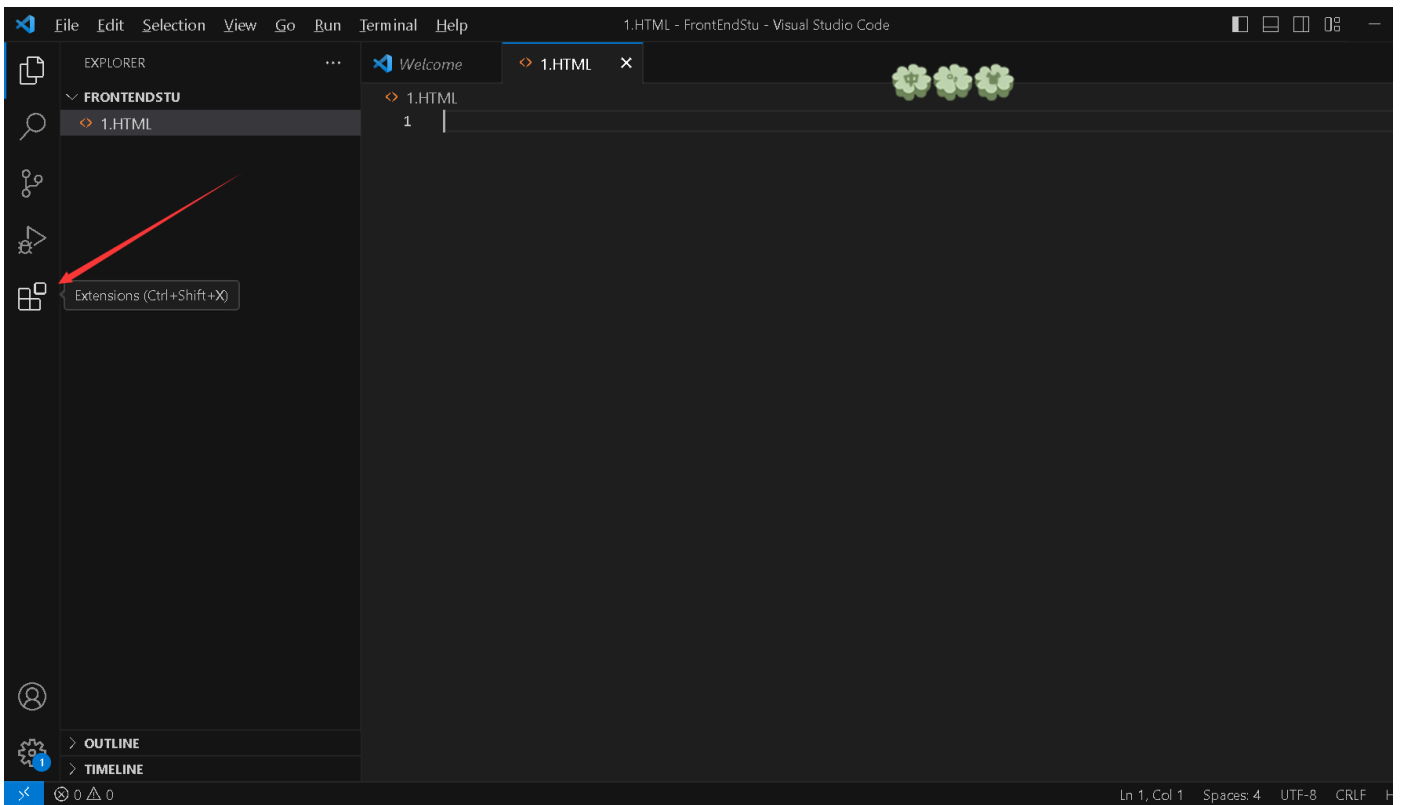 File Edit Selection View Go Run Terminal Help
1.HTML - FrontEndStu - Visual Studio Code
EXPLORER
Welcome
1.HTML
FRONTENDSTU
1.HTML
1.HTML
1
中
Extensions (Ctrl+Shift+X)
OUTLINE
1
TIMELINE
0 0
Ln 1, Col 1 Spaces: 4 UTF-8 CRLF